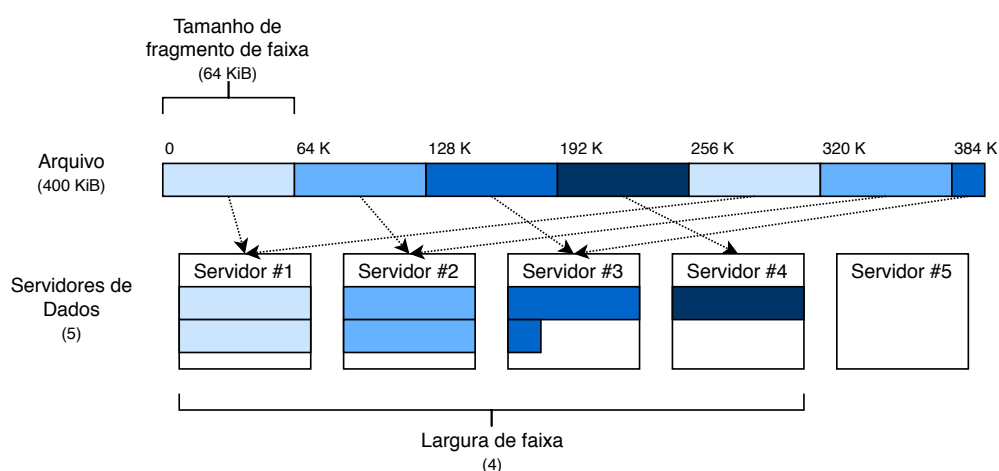 Tamanho de
fragmento de faixa
(64 KiB)
0
64 K
128 K
192 K
256 K
320 K
384 K
Arquivo
(400 KiB)
Servidores de
Dados
(5)
Servidor #1
Servidor #2
Servidor #3
Servidor #4
Servidor #5
Largura de faixa
(4)